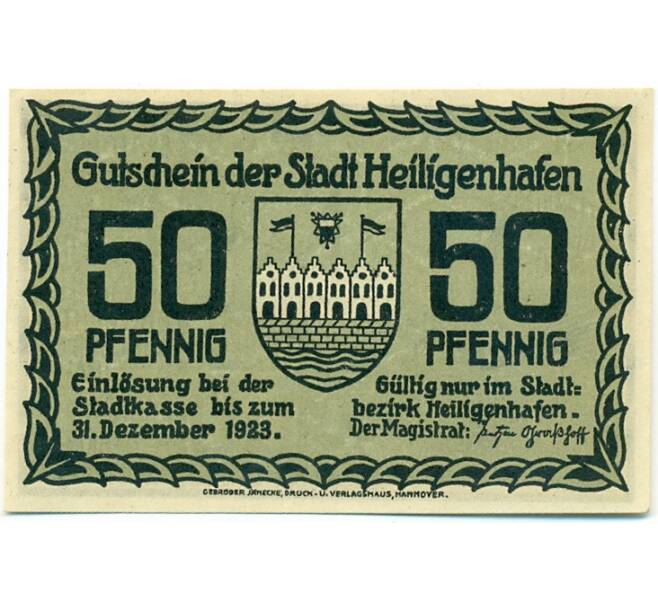 Gutschein der Stadt Heiligenhafen
50 50
PFENNIG PFENNIG
Einlösung bei der
Stadtkasse bis zum
31. Dezember 1923.
Gültig nur im Stadt-
bezirk Heiligenhafen.
Der Magistrat:
GEBRÜDER JÄNECKE, DRUCK- U. VERLAGSHAUS, HANNOVER.